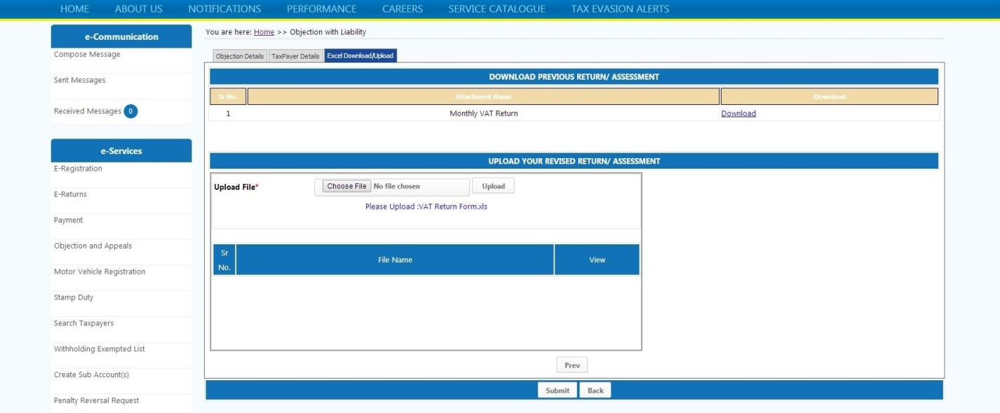 HOME ABOUT US NOTIFICATIONS PERFORMANCE CAREERS SERVICE CATALOGUE TAX EVASION ALERTS
e-Communication
Compose Message
Sent Messages
Received Messages 0
e-Services
E-Registration
E-Returns
Payment
Objection and Appeals
Motor Vehicle Registration
Stamp Duty
Search Taxpayers
Withholding Exempted List
Create Sub Account(s)
Penalty Reversal Request
You are here: Home >> Objection with Liability
Objection Details TaxPayer Details Excel Download/Upload
DOWNLOAD PREVIOUS RETURN/ ASSESSMENT
Sr No. Attachment Name Download
1 Monthly VAT Return Download
UPLOAD YOUR REVISED RETURN/ ASSESSMENT
Upload File* Choose File No file chosen Upload
Please Upload :VAT Return Form.xls
Sr No. File Name View
Prev
Submit Back